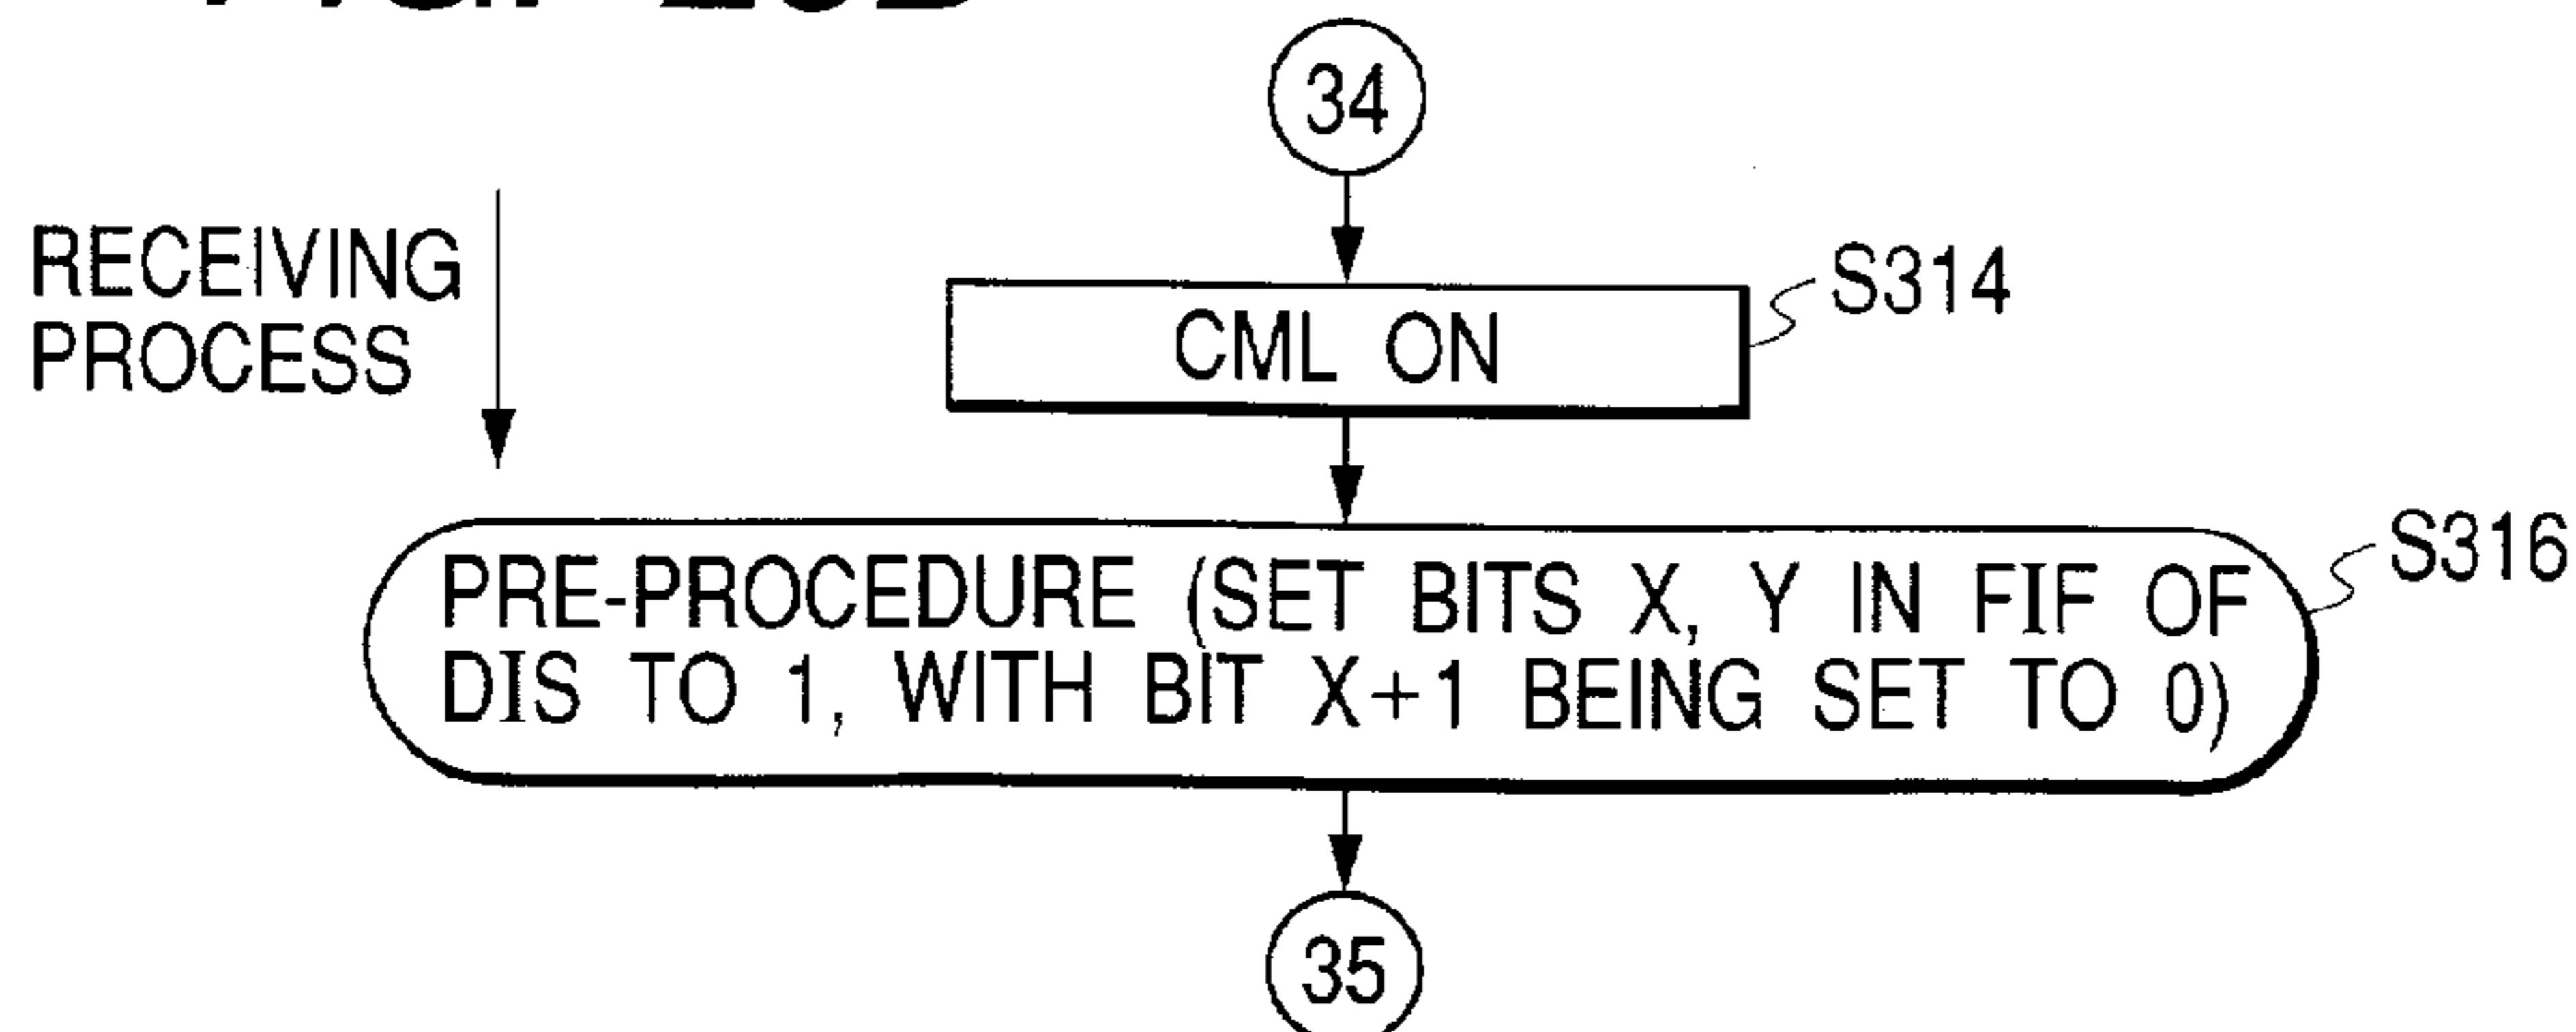 34
RECEIVING
PROCESS
CML ON
S314
PRE-PROCEDURE (SET BITS X, Y IN FIF OF
DIS TO 1, WITH BIT X+1 BEING SET TO 0)
S316
35